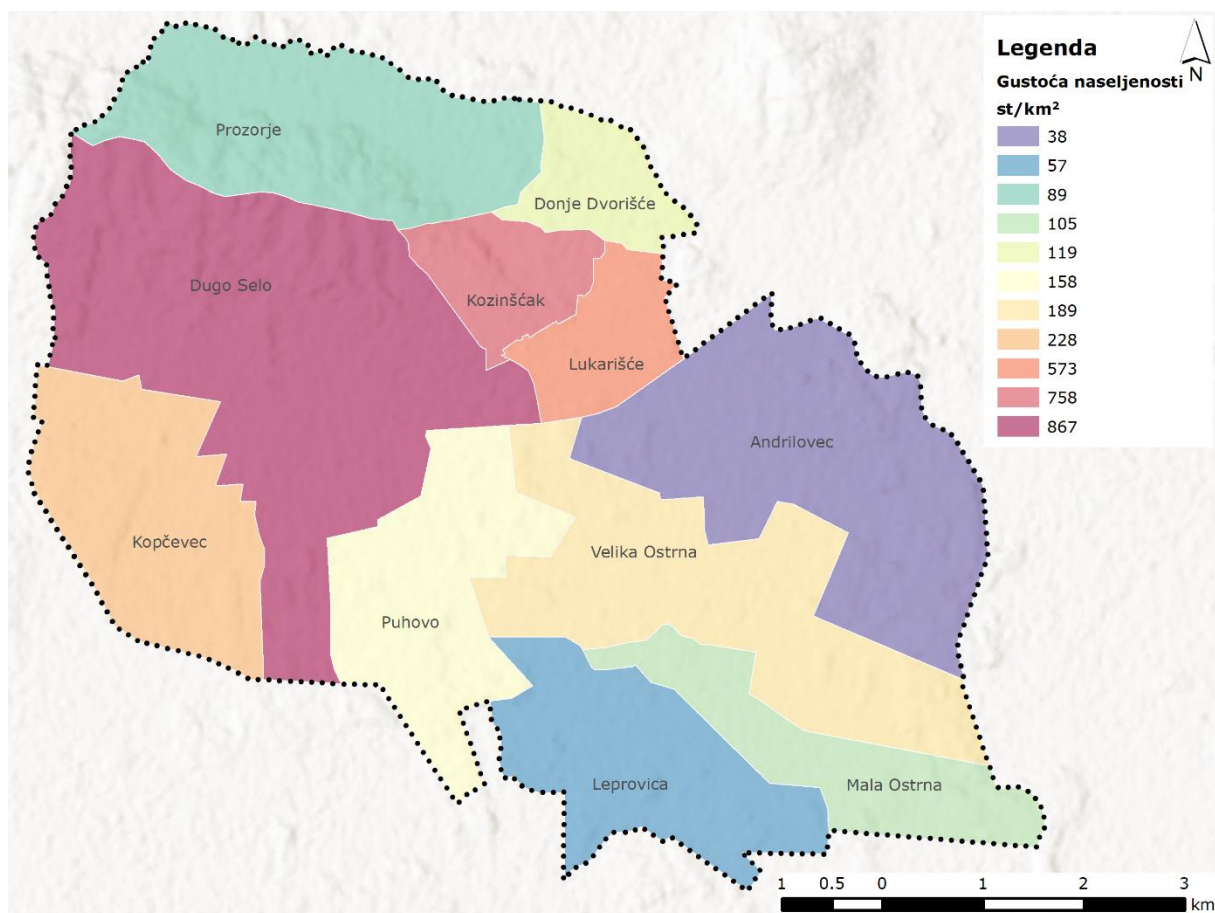 Legenda
N
Gustoća naseljenosti
st/km²
38
57
89
105
119
158
189
228
573
758
867
Prozorje
Donje Dvorišće
Dugo Selo
Kozinšćak
Lukarišće
Andrilovec
Kopčevec
Velika Ostrna
Puhovo
Leprovica
Mala Ostrna
1 0.5 0 1 2 3
km